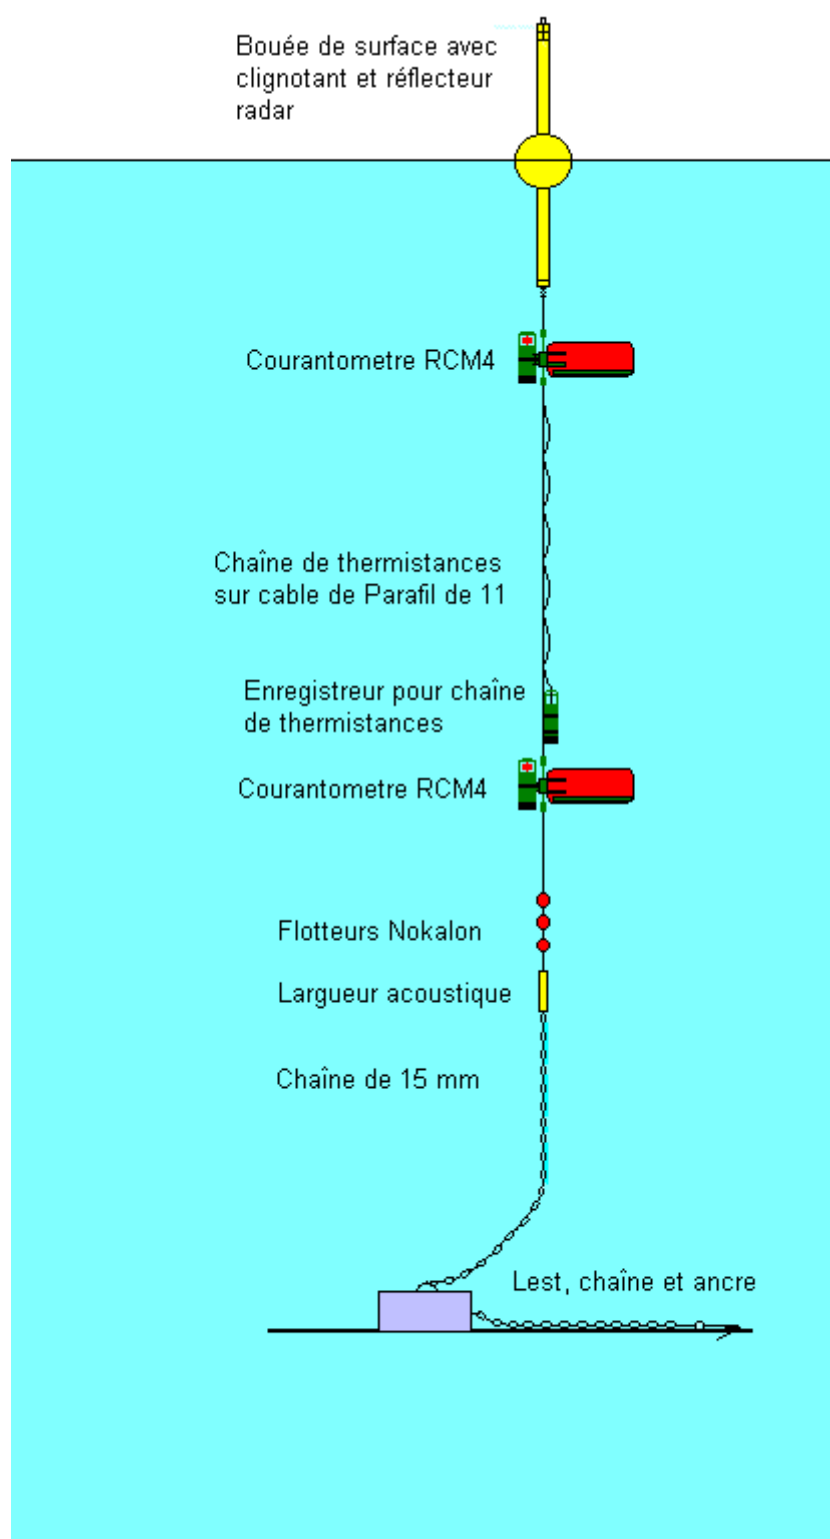 Bouée de surface avec
clignotant et réflecteur
radar
Courantometre RCM4
Chaîne de thermistances
sur cable de Parafil de 11
Enregistreur pour chaîne
de thermistances
Courantometre RCM4
Flotteurs Nokalon
Largueur acoustique
Chaîne de 15 mm
Lest, chaîne et ancre